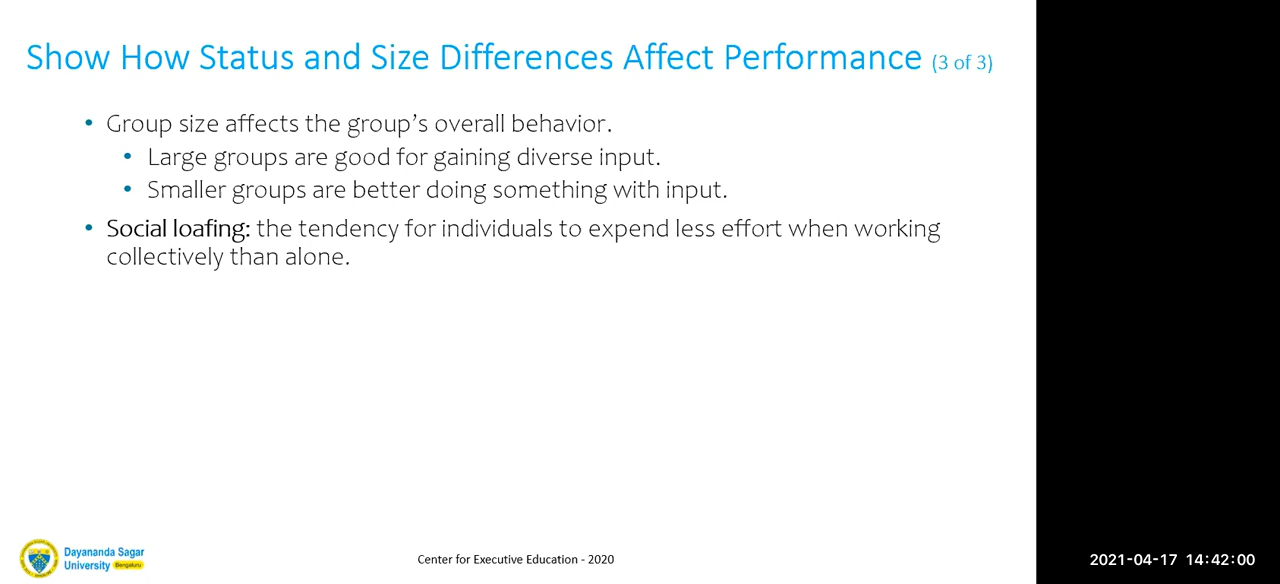 Show How Status and Size Differences Affect Performance (3 of 3)
• Group size affects the group's overall behavior.
• Large groups are good for gaining diverse input.
• Smaller groups are better doing something with input.
• Social loafing: the tendency for individuals to expend less effort when working
collectively than alone.
Dayananda Sagar
University Bengaluru
Center for Executive Education - 2020
2021-04-17 14:42:00